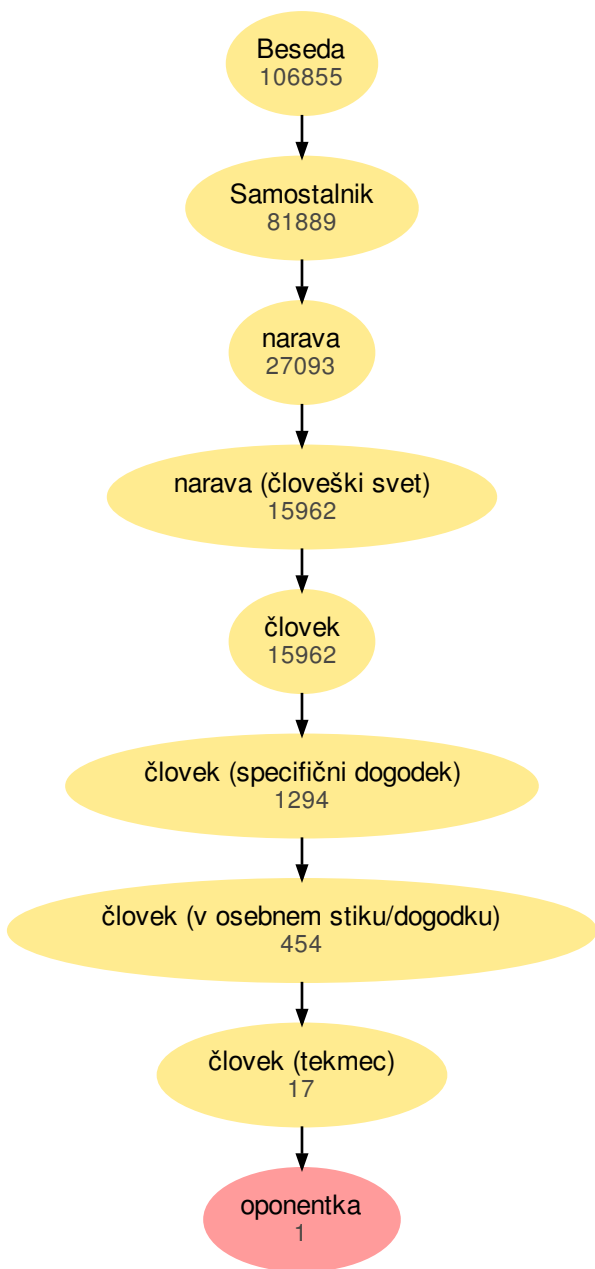 Beseda
106855
Samostalnik
81889
narava
27093
narava (človeški svet)
15962
človek
15962
človek (specifični dogodek)
1294
človek (v osebnem stiku/dogodku)
454
človek (tekmec)
17
oponentka
1